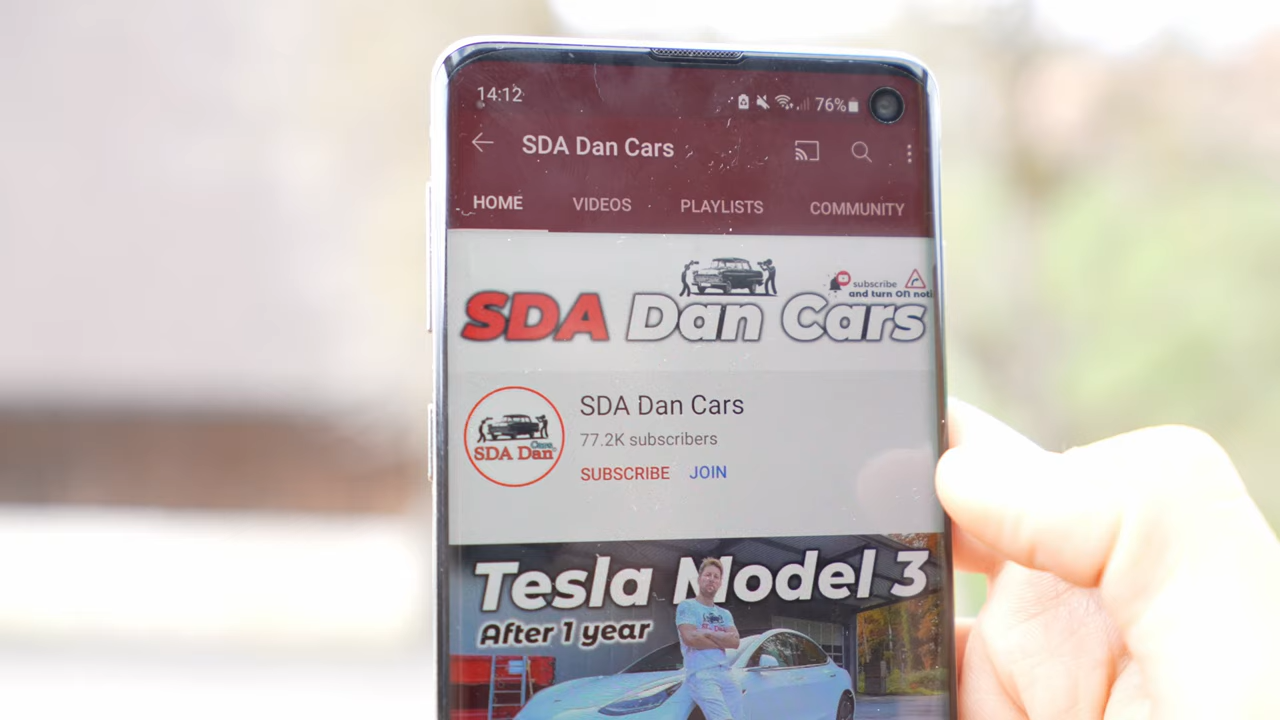 14:12
76%
SDA Dan Cars
HOME VIDEOS PLAYLISTS COMMUNITY
subscribe
and turn ON noti
SDA Dan Cars
SDA Dan Cars
77.2K subscribers
SUBSCRIBE JOIN
Cars
SDA Dan
Tesla Model 3
After 1 year